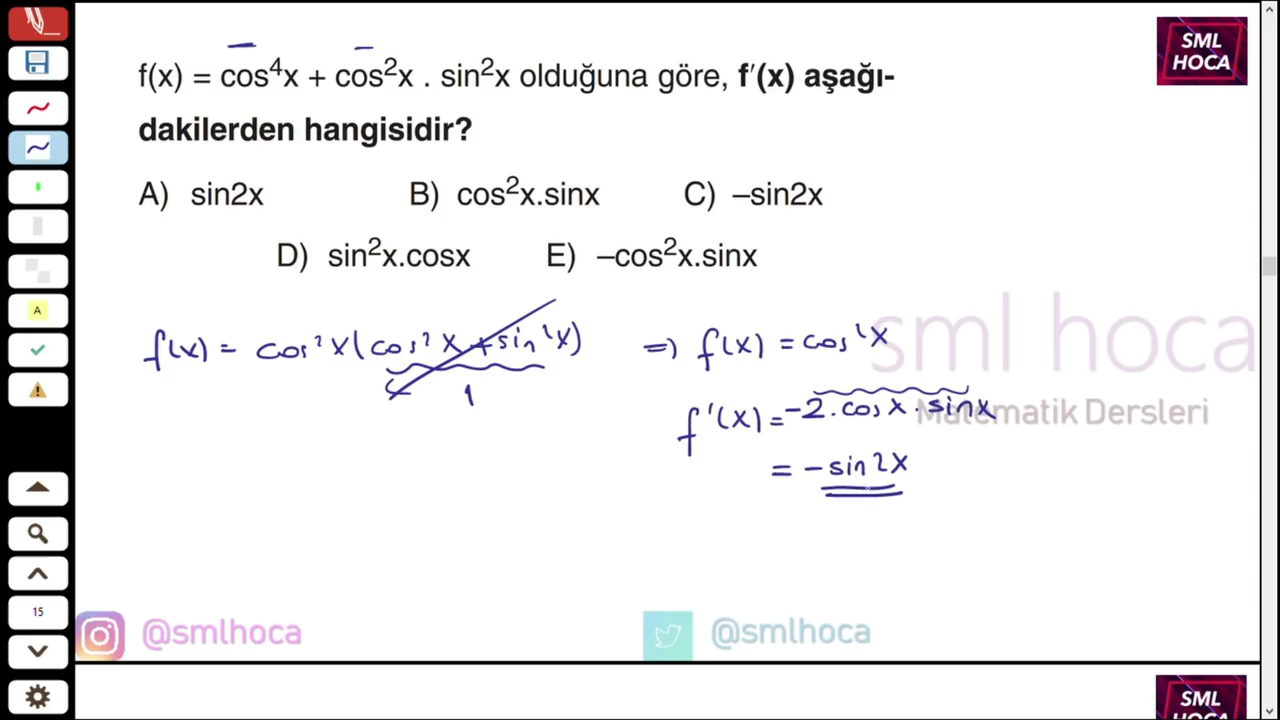 SML
HOCA
f(x) = cos⁴x + cos²x . sin²x olduğuna göre, f′(x) aşağı-
dakilerden hangisidir?
A) sin2x B) cos²x.sinx C) –sin2x
D) sin²x.cosx E) –cos²x.sinx
sml hoca
Matematik Dersleri
f(x) = cos²x(cos²x + sin²x) ⇒ f(x) = cos²x
1
f'(x) = -2.cosx.sinx
= -sin2x
A
15
@smlhoca @smlhoca
SML
HOCA